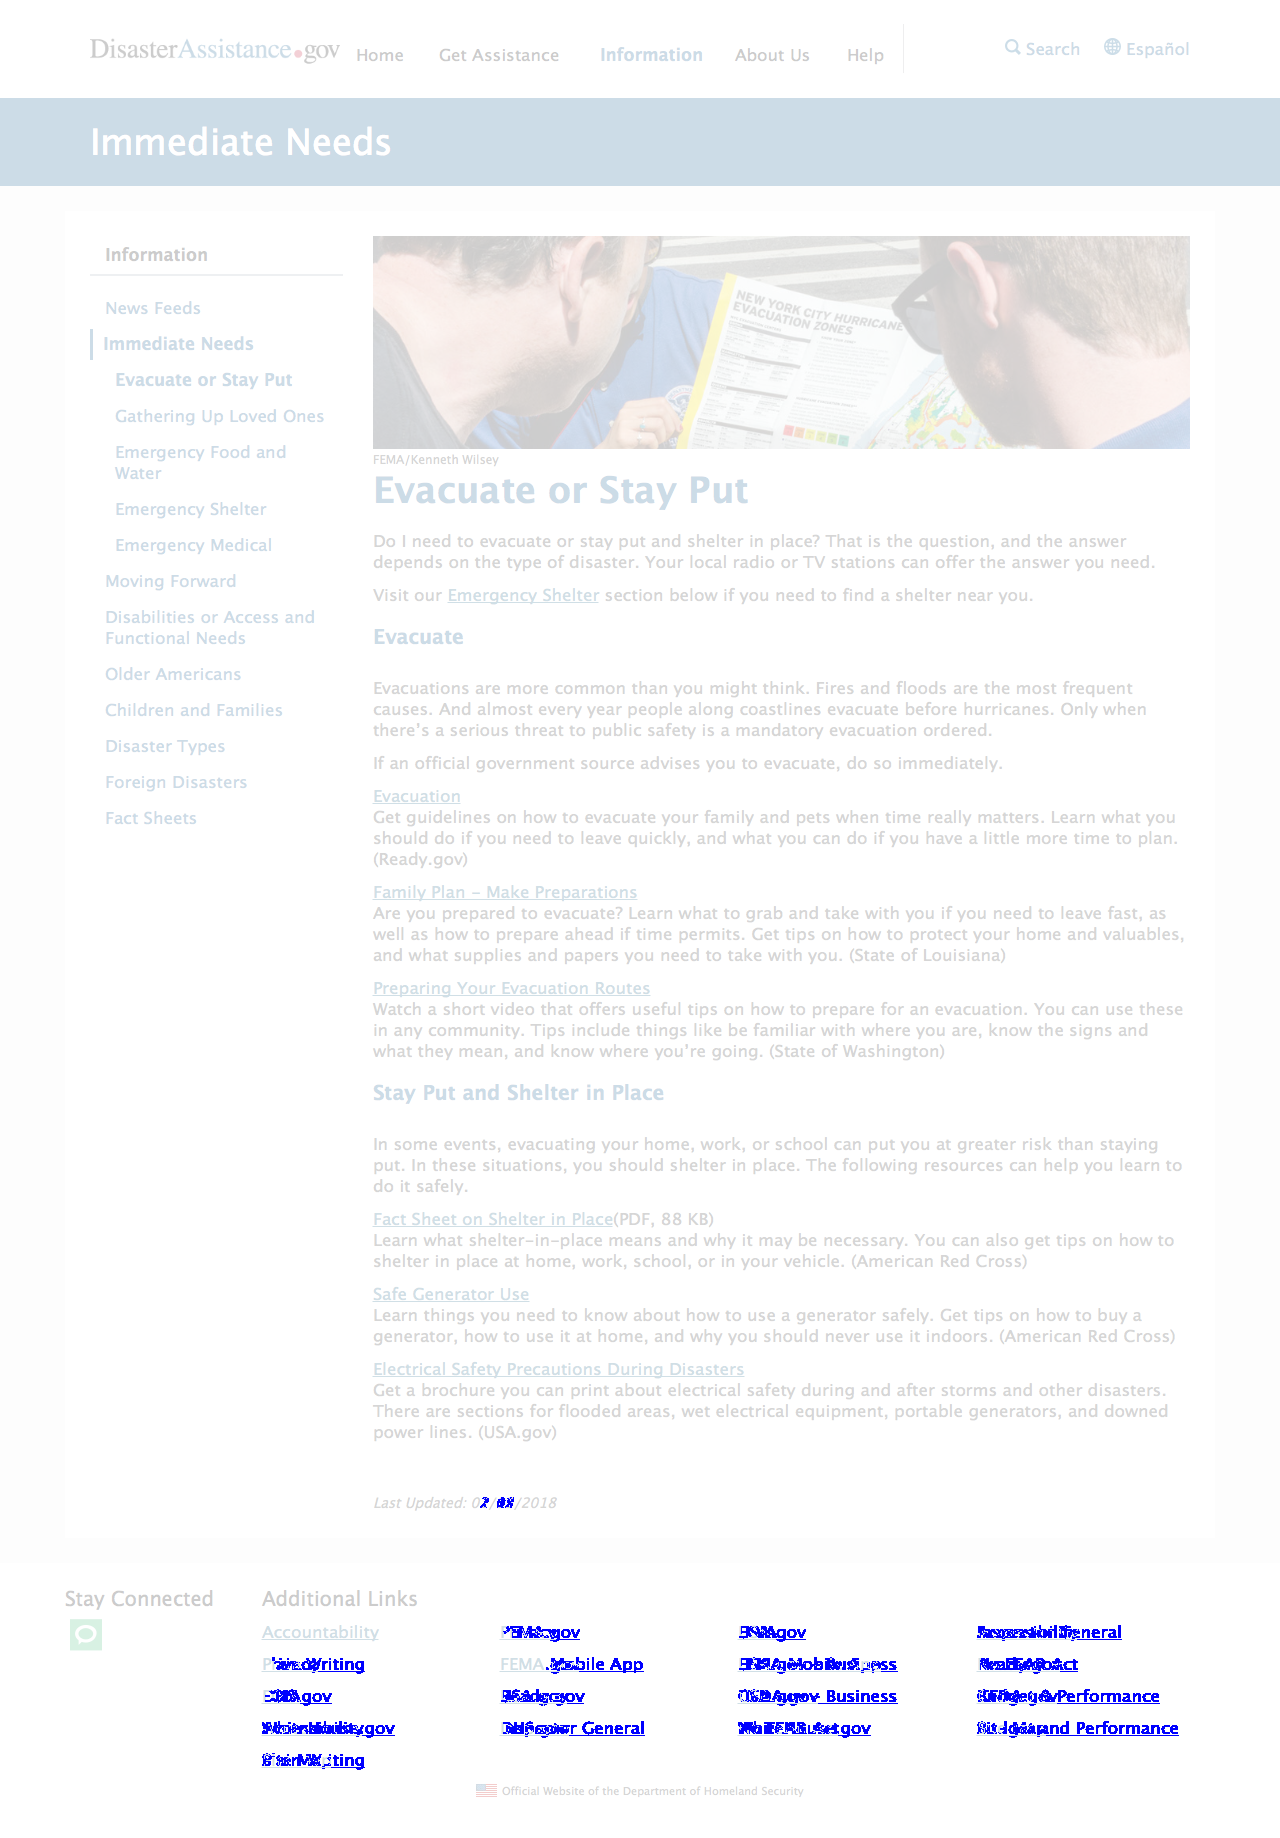 DisasterAssistance.gov Home Get Assistance Information About Us Help Search Español
Immediate Needs
Information
News Feeds
Immediate Needs
Evacuate or Stay Put
Gathering Up Loved Ones
Emergency Food and
Water
Emergency Shelter
Emergency Medical
Moving Forward
Disabilities or Access and
Functional Needs
Older Americans
Children and Families
Disaster Types
Foreign Disasters
Fact Sheets
NEW YORK CITY HURRICANE
EVACUATION ZONES
FEMA/Kenneth Wilsey
Evacuate or Stay Put
Do I need to evacuate or stay put and shelter in place? That is the question, and the answer
depends on the type of disaster. Your local radio or TV stations can offer the answer you need.
Visit our Emergency Shelter section below if you need to find a shelter near you.
Evacuate
Evacuations are more common than you might think. Fires and floods are the most frequent
causes. And almost every year people along coastlines evacuate before hurricanes. Only when
there's a serious threat to public safety is a mandatory evacuation ordered.
If an official government source advises you to evacuate, do so immediately.
Evacuation
Get guidelines on how to evacuate your family and pets when time really matters. Learn what you
should do if you need to leave quickly, and what you can do if you have a little more time to plan.
(Ready.gov)
Family Plan - Make Preparations
Are you prepared to evacuate? Learn what to grab and take with you if you need to leave fast, as
well as how to prepare ahead if time permits. Get tips on how to protect your home and valuables,
and what supplies and papers you need to take with you. (State of Louisiana)
Preparing Your Evacuation Routes
Watch a short video that offers useful tips on how to prepare for an evacuation. You can use these
in any community. Tips include things like be familiar with where you are, know the signs and
what they mean, and know where you're going. (State of Washington)
Stay Put and Shelter in Place
In some events, evacuating your home, work, or school can put you at greater risk than staying
put. In these situations, you should shelter in place. The following resources can help you learn to
do it safely.
Fact Sheet on Shelter in Place(PDF, 88 KB)
Learn what shelter-in-place means and why it may be necessary. You can also get tips on how to
shelter in place at home, work, school, or in your vehicle. (American Red Cross)
Safe Generator Use
Learn things you need to know about how to use a generator safely. Get tips on how to buy a
generator, how to use it at home, and why you should never use it indoors. (American Red Cross)
Electrical Safety Precautions During Disasters
Get a brochure you can print about electrical safety during and after storms and other disasters.
There are sections for flooded areas, wet electrical equipment, portable generators, and downed
power lines. (USA.gov)
Last Updated: /2018
Stay Connected
Additional Links
Accountability
FEMA Mobile App
Official Website of the Department of Homeland Security